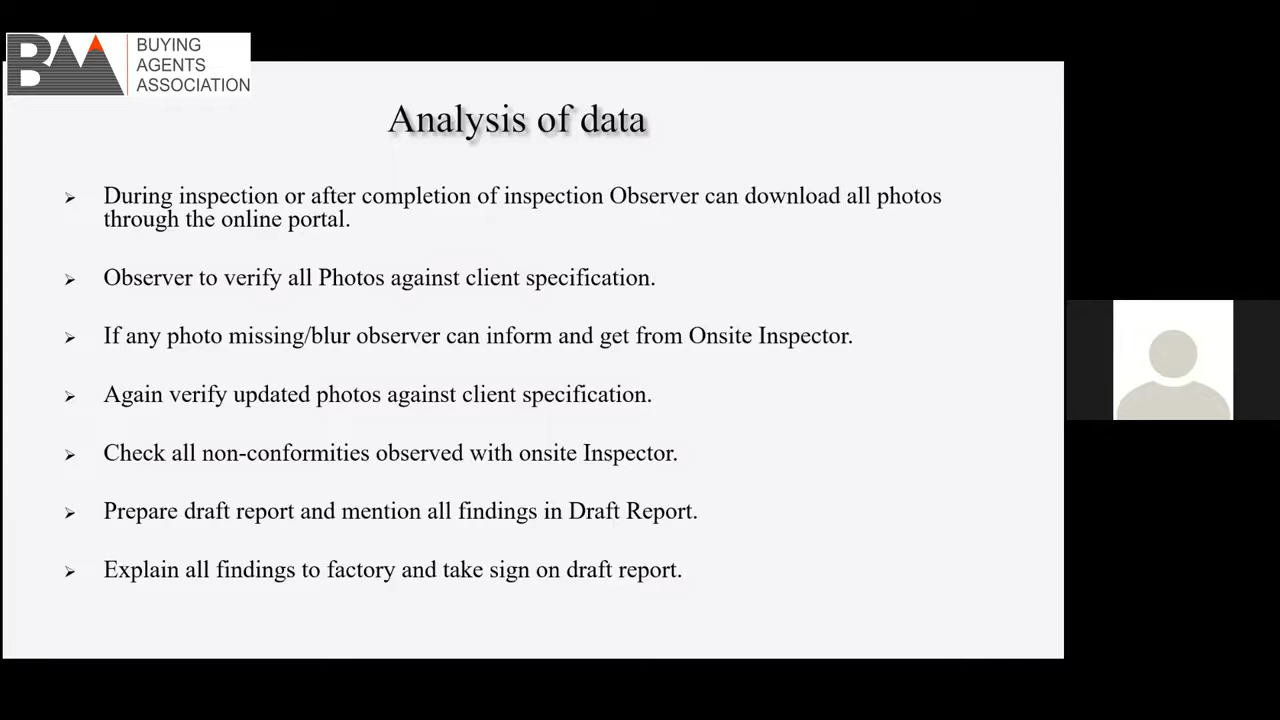 BAA
BUYING
AGENTS
ASSOCIATION
Analysis of data
During inspection or after completion of inspection Observer can download all photos
through the online portal.
Observer to verify all Photos against client specification.
If any photo missing/blur observer can inform and get from Onsite Inspector.
Again verify updated photos against client specification.
Check all non-conformities observed with onsite Inspector.
Prepare draft report and mention all findings in Draft Report.
Explain all findings to factory and take sign on draft report.